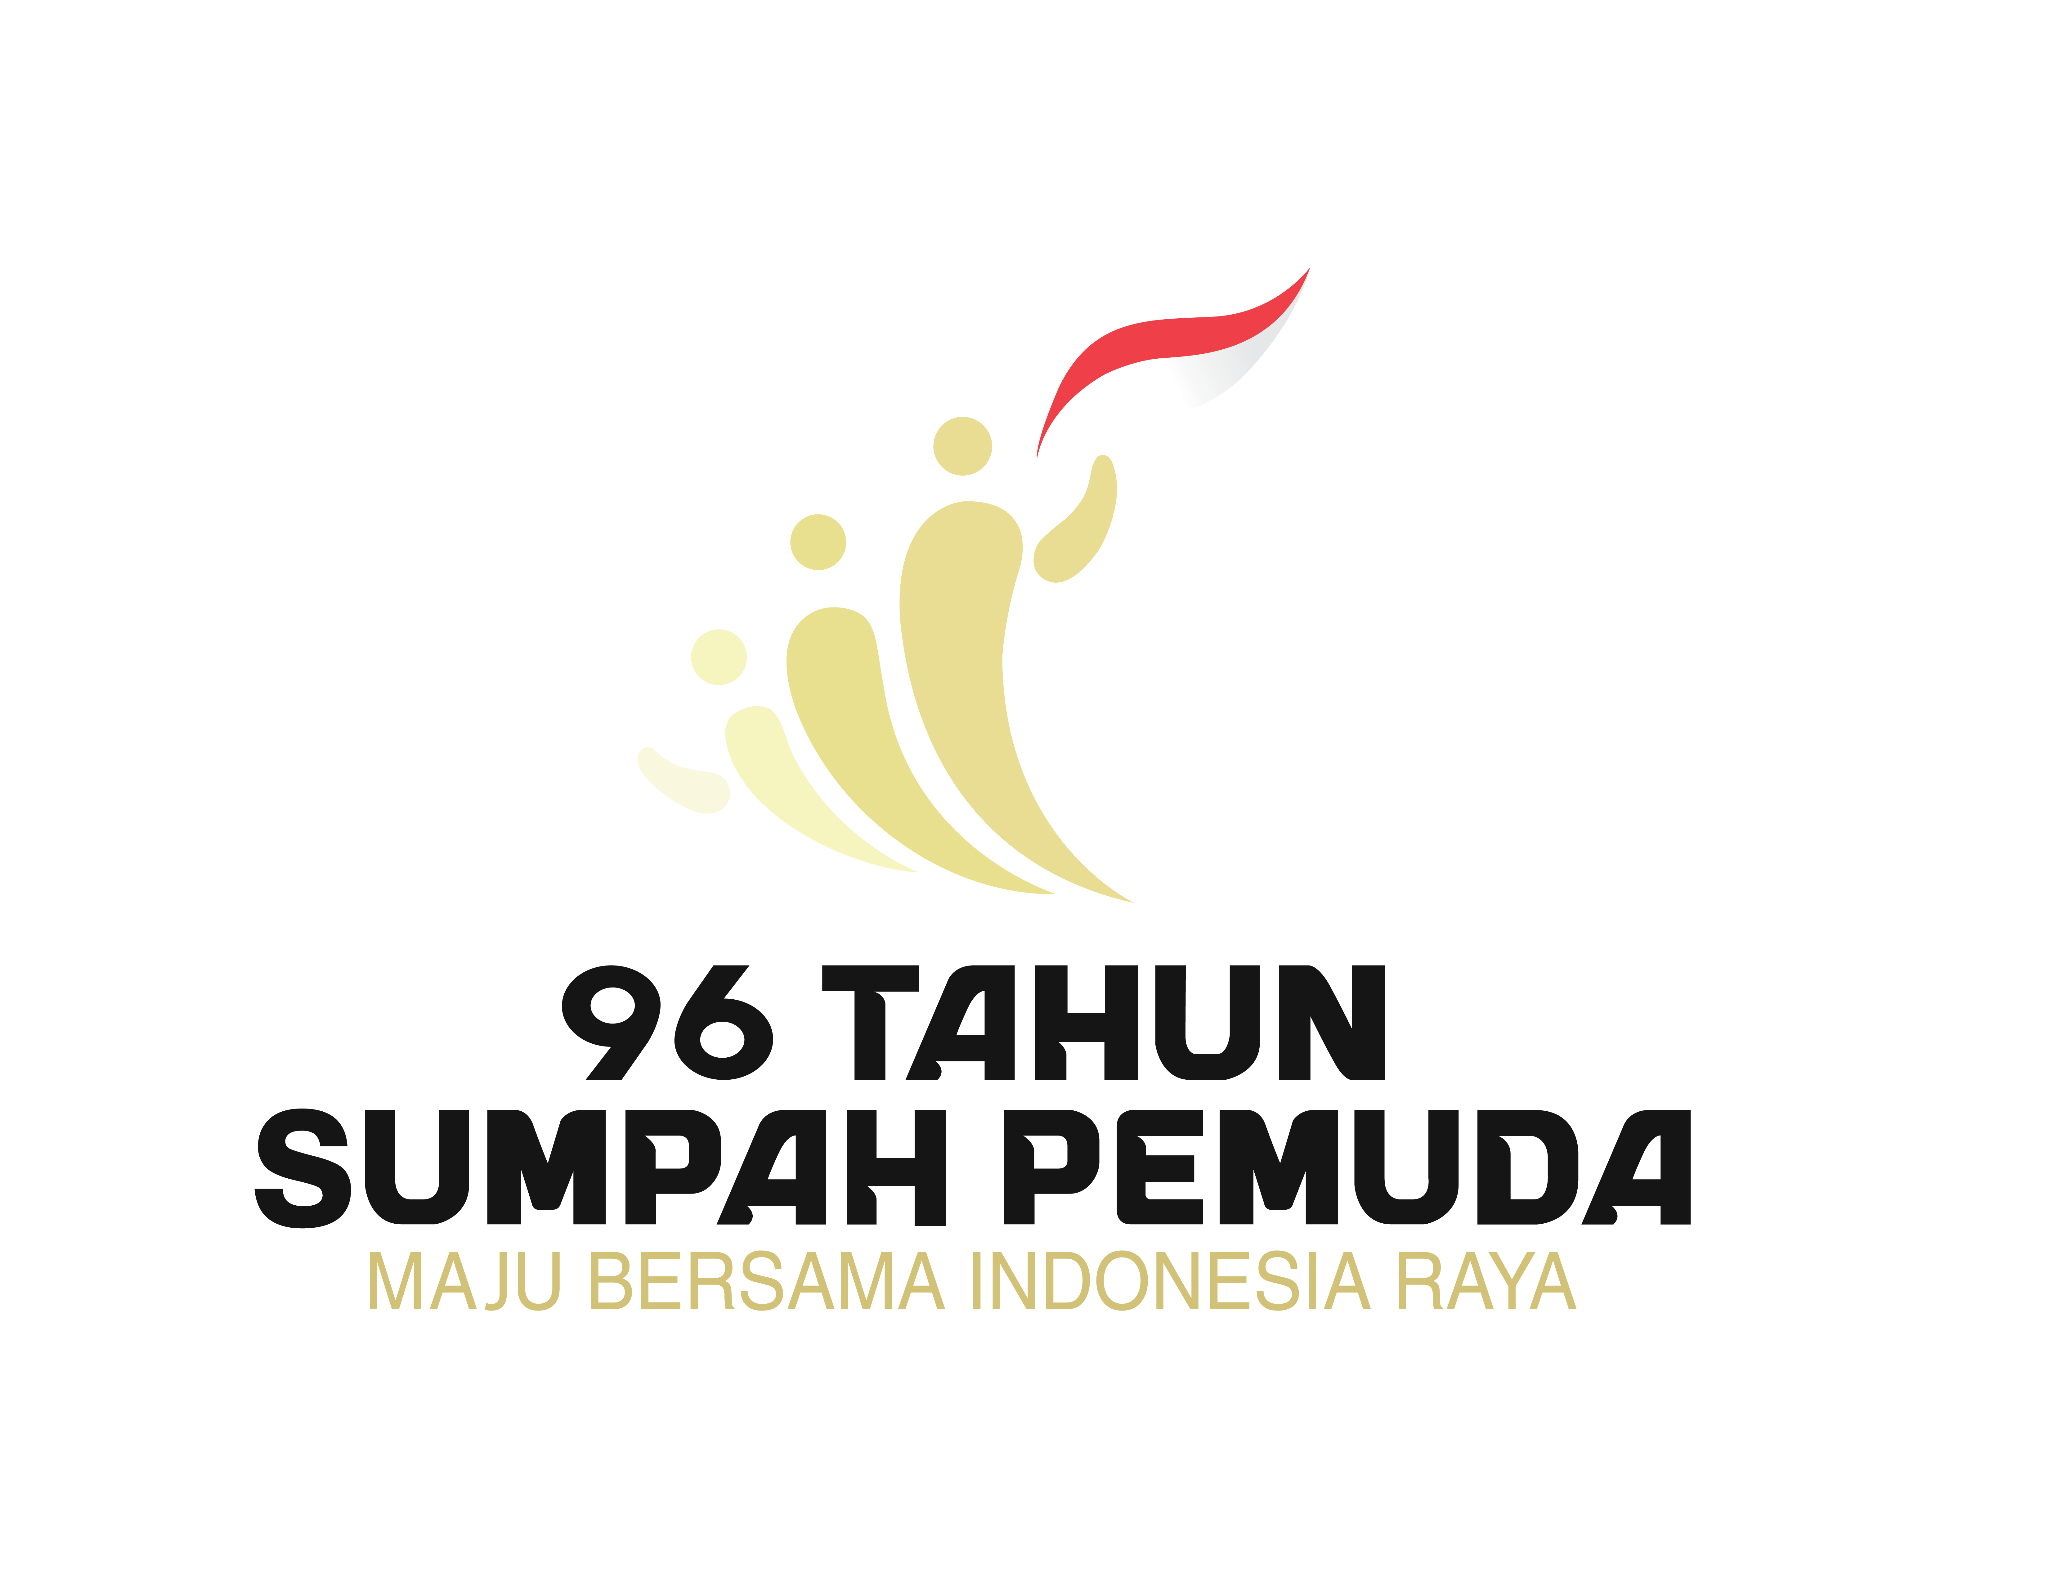 96 TAHUN
SUMPAH PEMUDA
MAJU BERSAMA INDONESIA RAYA